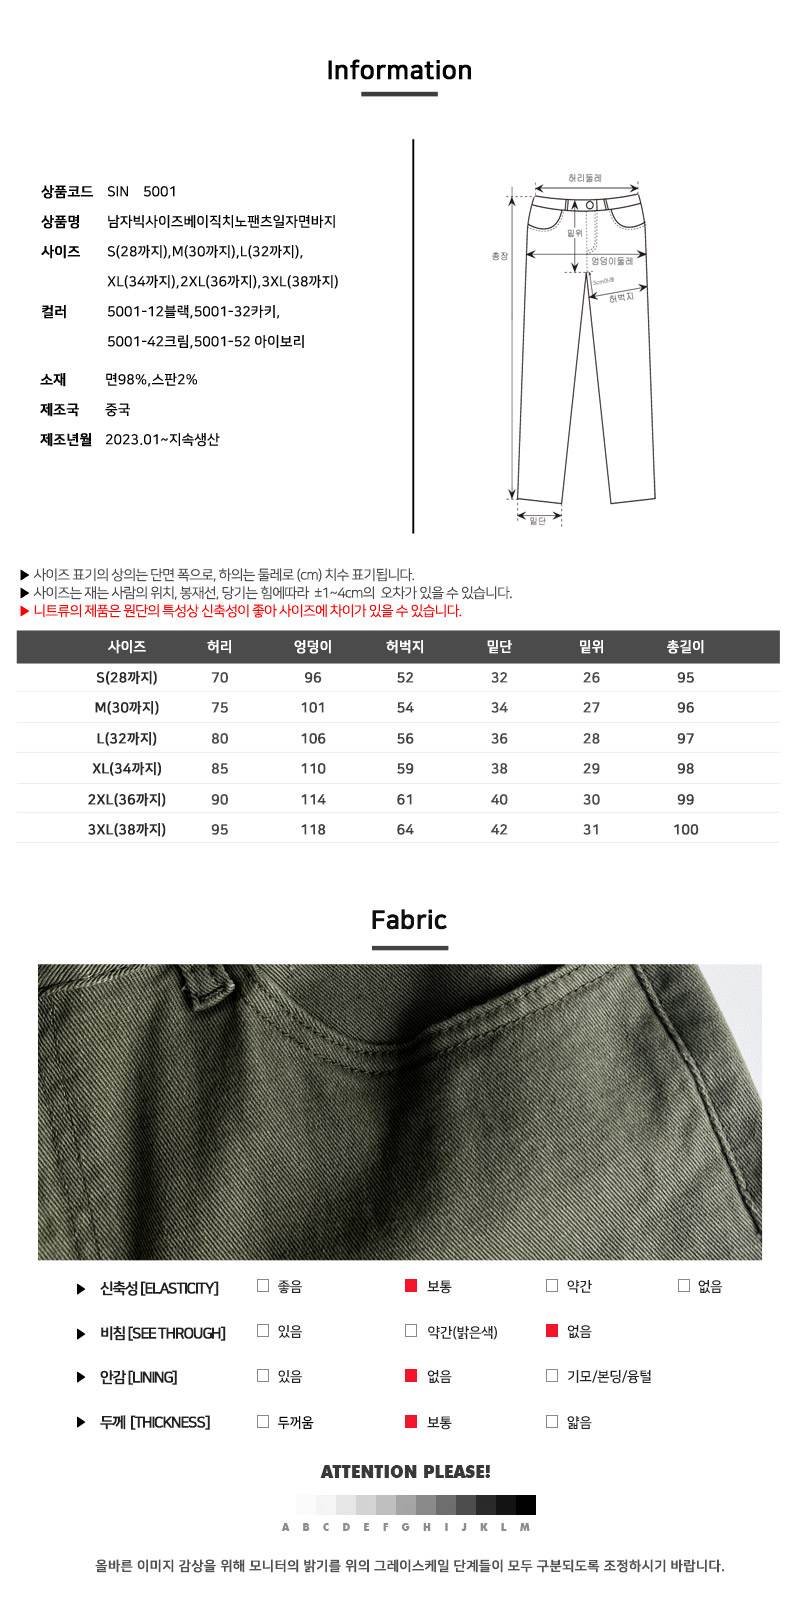 Information
상품코드 SIN 5001
상품명 남자빅사이즈베이직치노팬츠일자면바지
사이즈 S(28까지),M(30까지),L(32까지),
XL(34까지),2XL(36까지),3XL(38까지)
컬러 5001-12블랙,5001-32카키,
5001-42크림,5001-52 아이보리
소재 면98%,스판2%
제조국 중국
제조년월 2023.01~지속생산
허리둘레
밑위
총장
엉덩이둘레
5cm아래
허벅지
밑단
▶ 사이즈 표기의 상의는 단면 폭으로, 하의는 둘레로 (cm) 치수 표기됩니다.
▶ 사이즈는 재는 사람의 위치, 봉재선, 당기는 힘에따라 ±1~4cm의 오차가 있을 수 있습니다.
▶ 니트류의 제품은 원단의 특성상 신축성이 좋아 사이즈에 차이가 있을 수 있습니다.
사이즈 허리 엉덩이 허벅지 밑단 밑위 총길이
S(28까지) 70 96 52 32 26 95
M(30까지) 75 101 54 34 27 96
L(32까지) 80 106 56 36 28 97
XL(34까지) 85 110 59 38 29 98
2XL(36까지) 90 114 61 40 30 99
3XL(38까지) 95 118 64 42 31 100
Fabric
▶ 신축성 [ELASTICITY] 좋음 보통 약간 없음
▶ 비침 [SEE THROUGH] 있음 약간(밝은색) 없음
▶ 안감 [LINING] 있음 없음 기모/본딩/융털
▶ 두께 [THICKNESS] 두꺼움 보통 얇음
ATTENTION PLEASE!
A B C D E F G H I J K L M
올바른 이미지 감상을 위해 모니터의 밝기를 위의 그레이스케일 단계들이 모두 구분되도록 조정하시기 바랍니다.